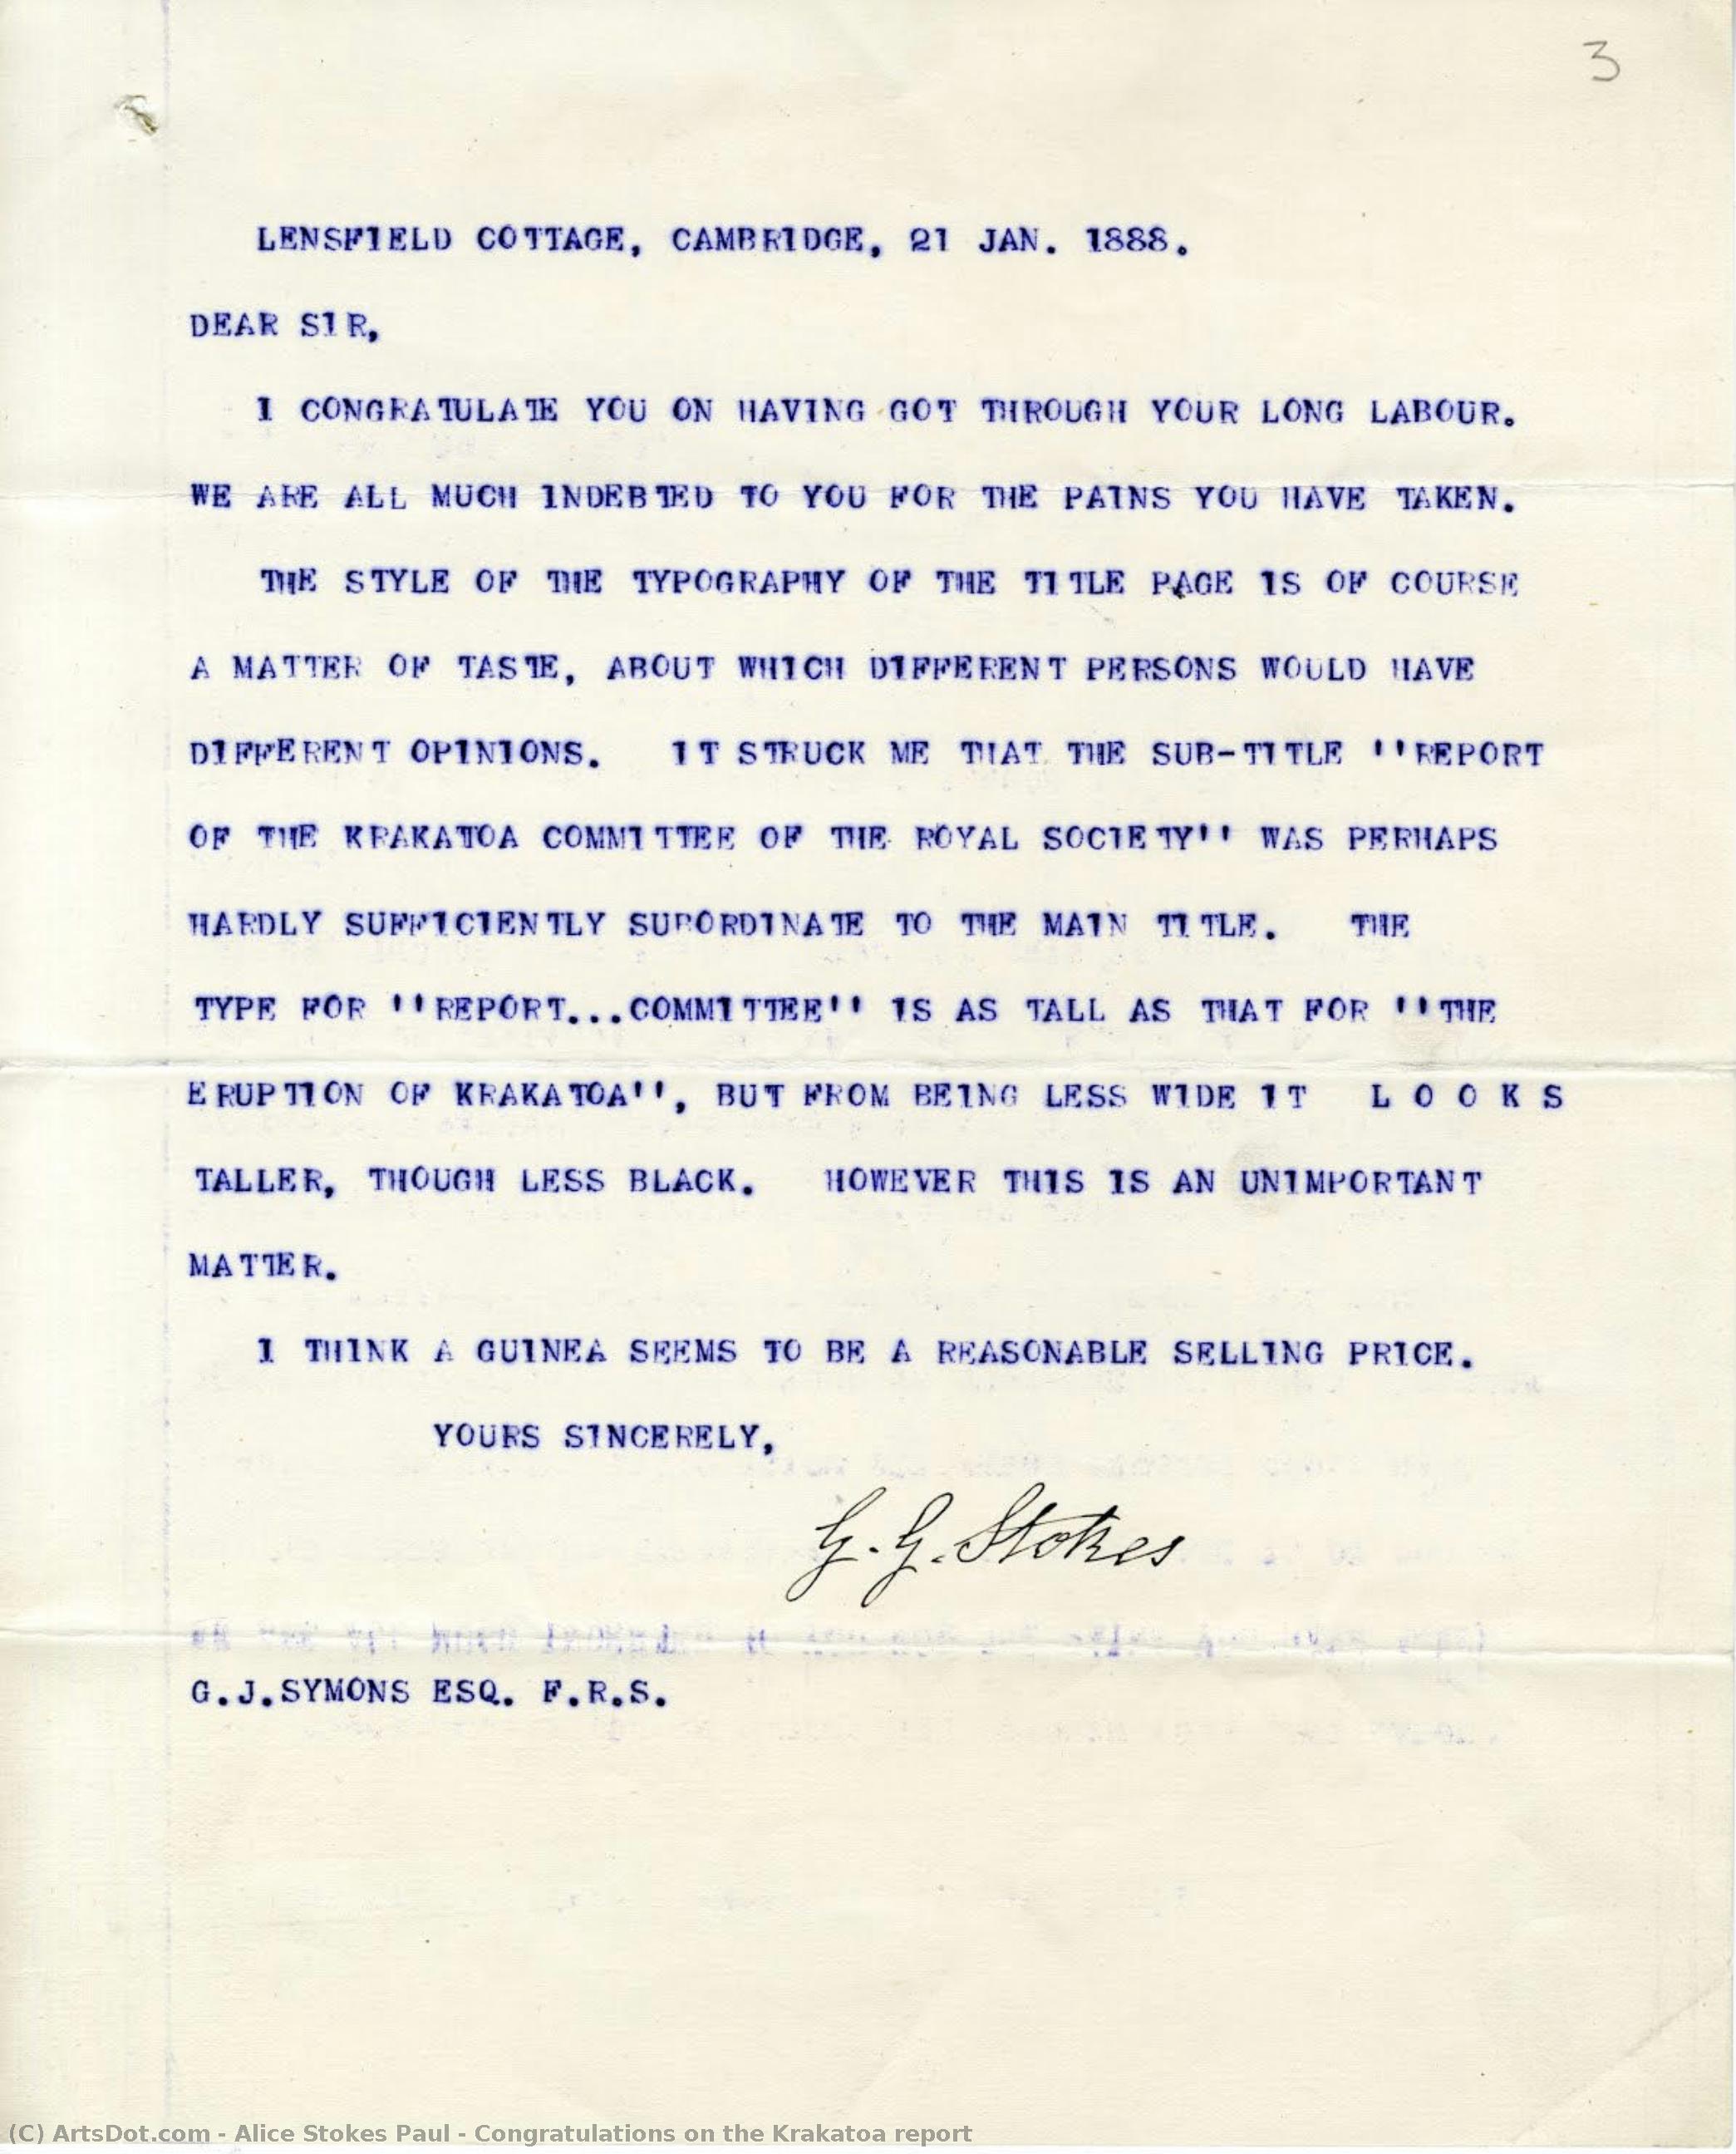 3
LENSFIELD COTTAGE, CAMBRIDGE, 21 JAN. 1888.
DEAR SIR,
I CONGRATULATE YOU ON HAVING GOT THROUGH YOUR LONG LABOUR.
WE ARE ALL MUCH INDEBTED TO YOU FOR THE PAINS YOU HAVE TAKEN.
THE STYLE OF THE TYPOGRAPHY OF THE TITLE PAGE IS OF COURSE
A MATTER OF TASTE, ABOUT WHICH DIFFERENT PERSONS WOULD HAVE
DIFFERENT OPINIONS. IT STRUCK ME THAT THE SUB-TITLE ''REPORT
OF THE KRAKATOA COMMITTEE OF THE ROYAL SOCIETY'' WAS PERHAPS
HARDLY SUFFICIENTLY SUBORDINATE TO THE MAIN TITLE. THE
TYPE FOR ''REPORT...COMMITTEE'' IS AS TALL AS THAT FOR ''THE
ERUPTION OF KRAKATOA'', BUT FROM BEING LESS WIDE IT L O O K S
TALLER, THOUGH LESS BLACK. HOWEVER THIS IS AN UNIMPORTANT
MATTER.
I THINK A GUINEA SEEMS TO BE A REASONABLE SELLING PRICE.
YOURS SINCERELY,
G. G. Stokes
G.J.SYMONS ESQ. F.R.S.
(C) ArtsDot.com - Alice Stokes Paul - Congratulations on the Krakatoa report